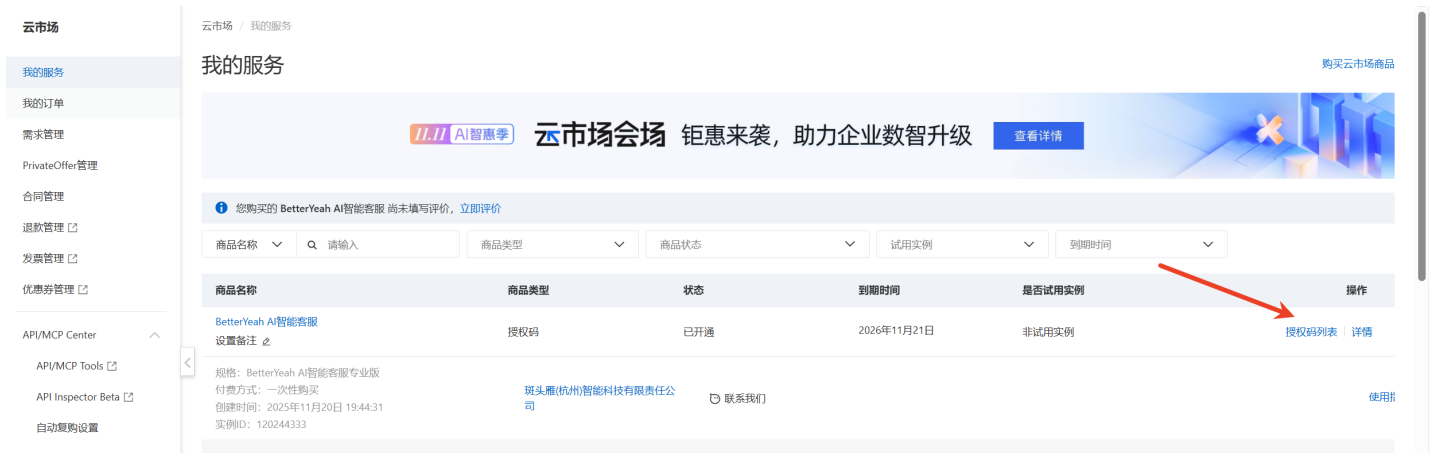 云市场
我的服务
我的订单
需求管理
PrivateOffer管理
合同管理
退款管理
发票管理
优惠券管理
API/MCP Center
API/MCP Tools
API Inspector Beta
自动复购设置
云市场 / 我的服务
我的服务
购买云市场商品
11.11 AI智惠季 云市场会场 钜惠来袭，助力企业数智升级 查看详情
您购买的 BetterYeah AI智能客服 尚未填写评价，立即评价
商品名称 请输入 商品类型 商品状态 试用实例 到期时间
商品名称 商品类型 状态 到期时间 是否试用实例 操作
BetterYeah AI智能客服
设置备注
授权码 已开通 2026年11月21日 非试用实例 授权码列表 详情
规格：BetterYeah AI智能客服专业版
付费方式：一次性购买
创建时间：2025年11月20日 19:44:31
实例ID：120244333
斑头雁(杭州)智能科技有限责任公
司
联系我们
使用